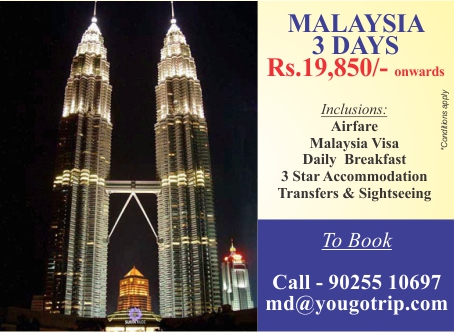 MALAYSIA
3 DAYS
Rs.19,850/- onwards
*Conditions apply
Inclusions:
Airfare
Malaysia Visa
Daily Breakfast
3 Star Accommodation
Transfers & Sightseeing
To Book
Call - 90255 10697
md@yougotrip.com